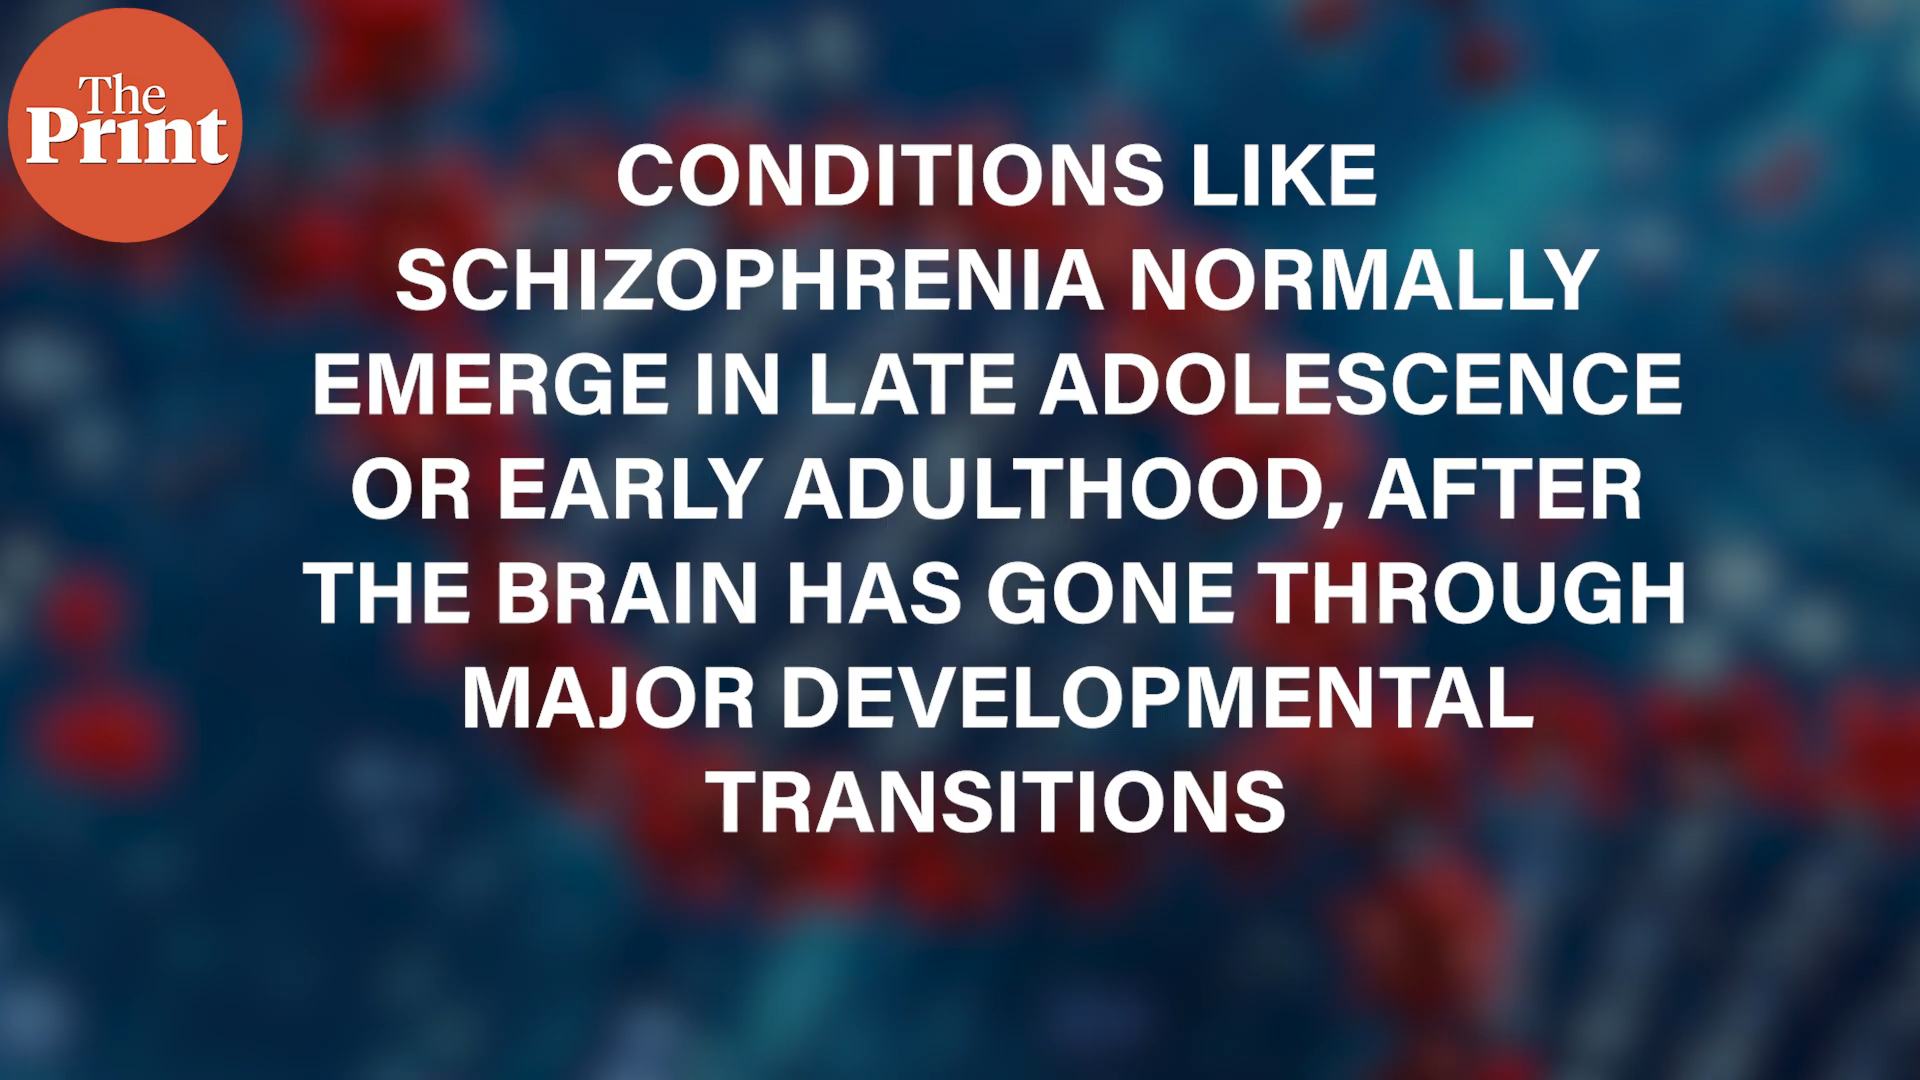 The
Print
CONDITIONS LIKE
SCHIZOPHRENIA NORMALLY
EMERGE IN LATE ADOLESCENCE
OR EARLY ADULTHOOD, AFTER
THE BRAIN HAS GONE THROUGH
MAJOR DEVELOPMENTAL
TRANSITIONS